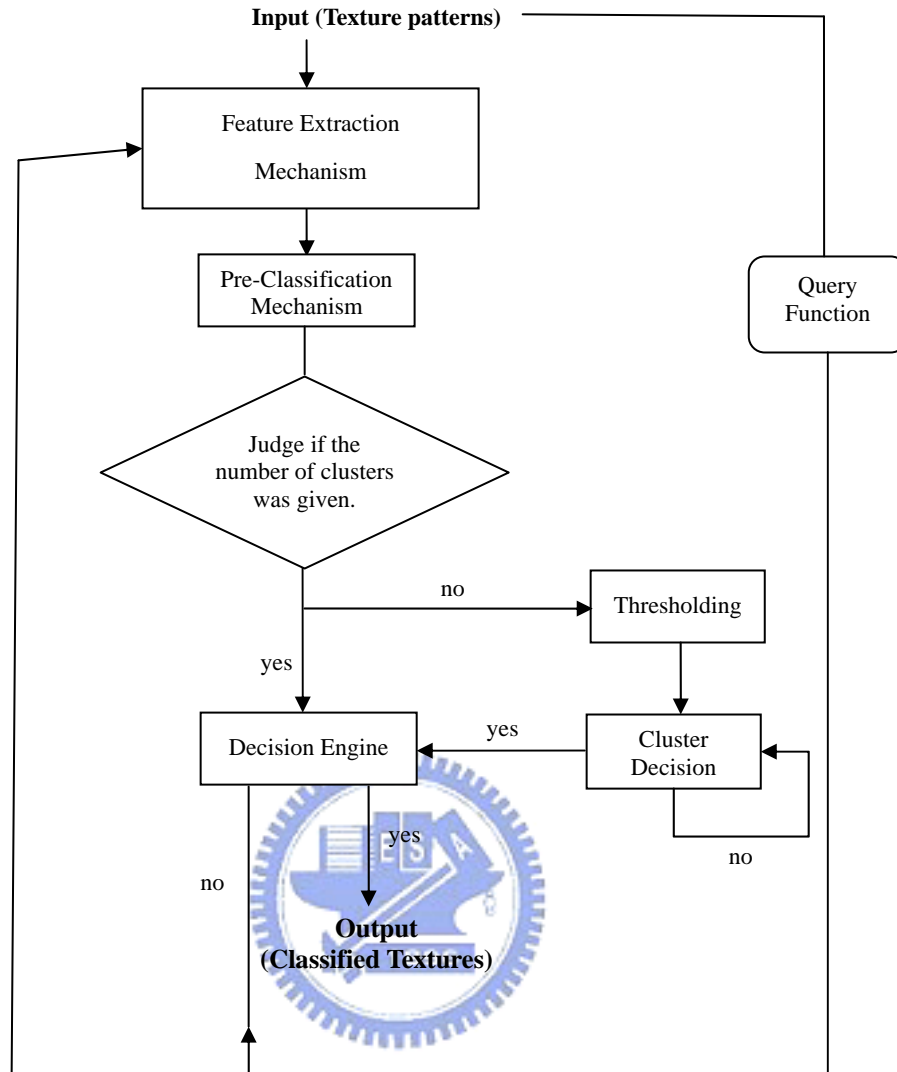 Input (Texture patterns)
Feature Extraction
Mechanism
Pre-Classification
Mechanism
Query
Function
Judge if the
number of clusters
was given.
no
Thresholding
yes
Decision Engine
yes
Cluster
Decision
yes
no
no
Output
(Classified Textures)
E S A